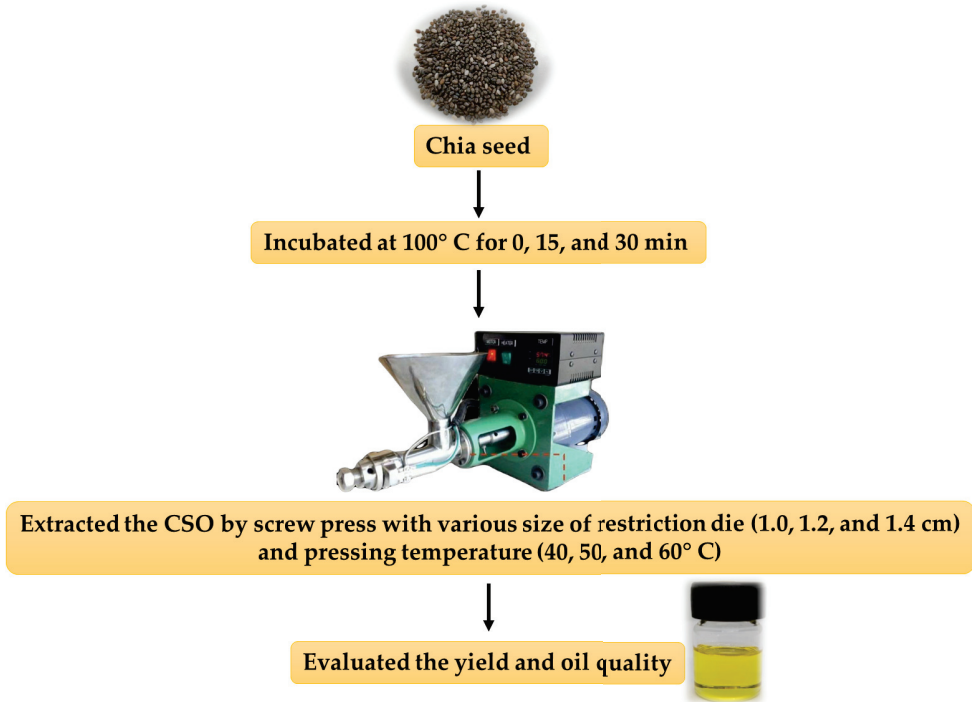 Chia seed
Incubated at 100° C for 0, 15, and 30 min
HEATER
TEMP
Extracted the CSO by screw press with various size of restriction die (1.0, 1.2, and 1.4 cm)
and pressing temperature (40, 50, and 60° C)
Evaluated the yield and oil quality